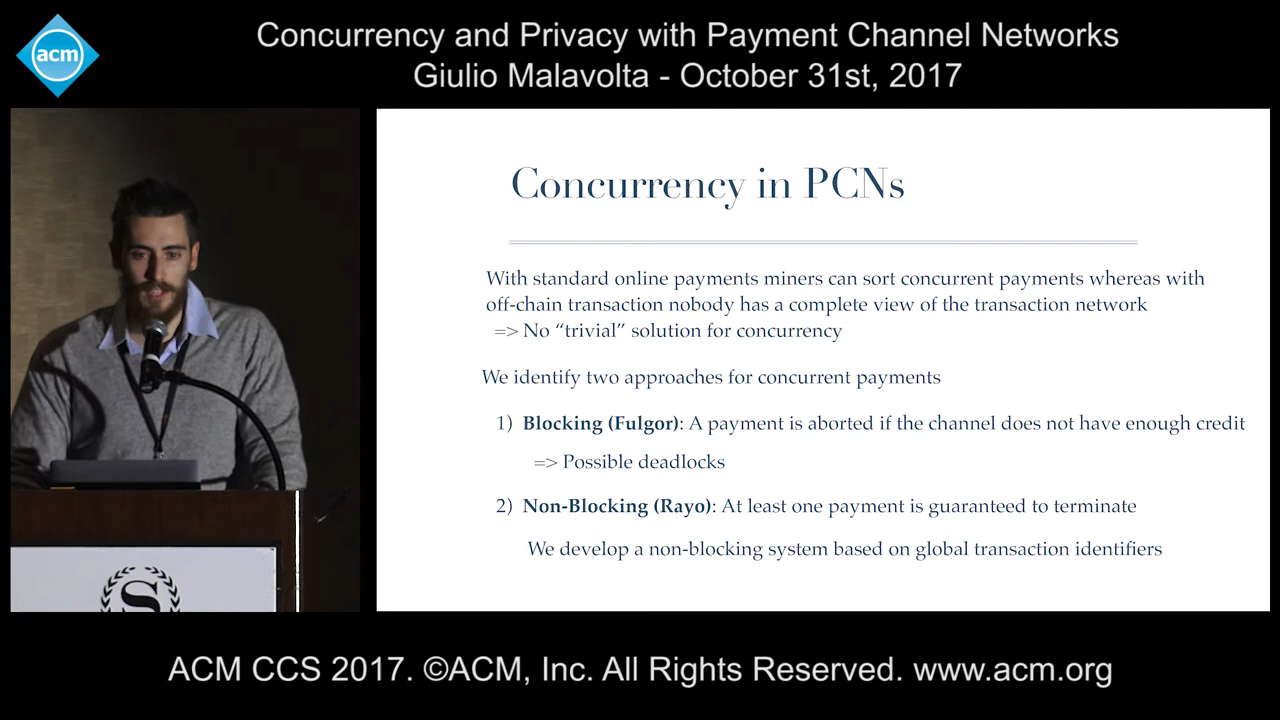 acm
Concurrency and Privacy with Payment Channel Networks
Giulio Malavolta - October 31st, 2017
Concurrency in PCNs
With standard online payments miners can sort concurrent payments whereas with
off-chain transaction nobody has a complete view of the transaction network
=> No “trivial” solution for concurrency
We identify two approaches for concurrent payments
1) Blocking (Fulgor): A payment is aborted if the channel does not have enough credit
=> Possible deadlocks
2) Non-Blocking (Rayo): At least one payment is guaranteed to terminate
We develop a non-blocking system based on global transaction identifiers
S
ACM CCS 2017. ©ACM, Inc. All Rights Reserved. www.acm.org